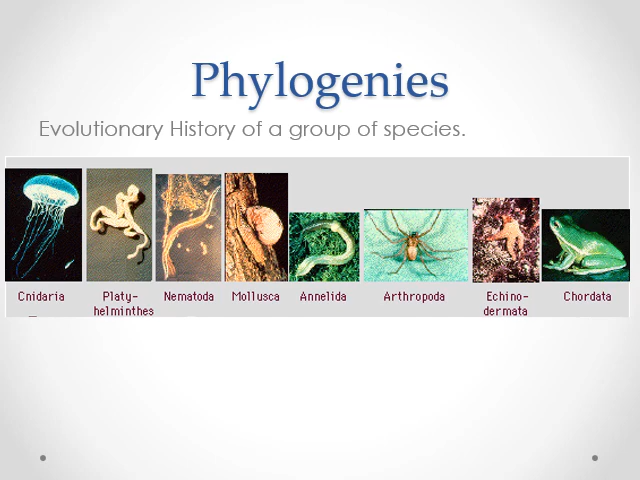 Phylogenies
Evolutionary History of a group of species.
Cnidaria Platy- Nematoda Mollusca Annelida Arthropoda Echino- Chordata
helminthes dermata